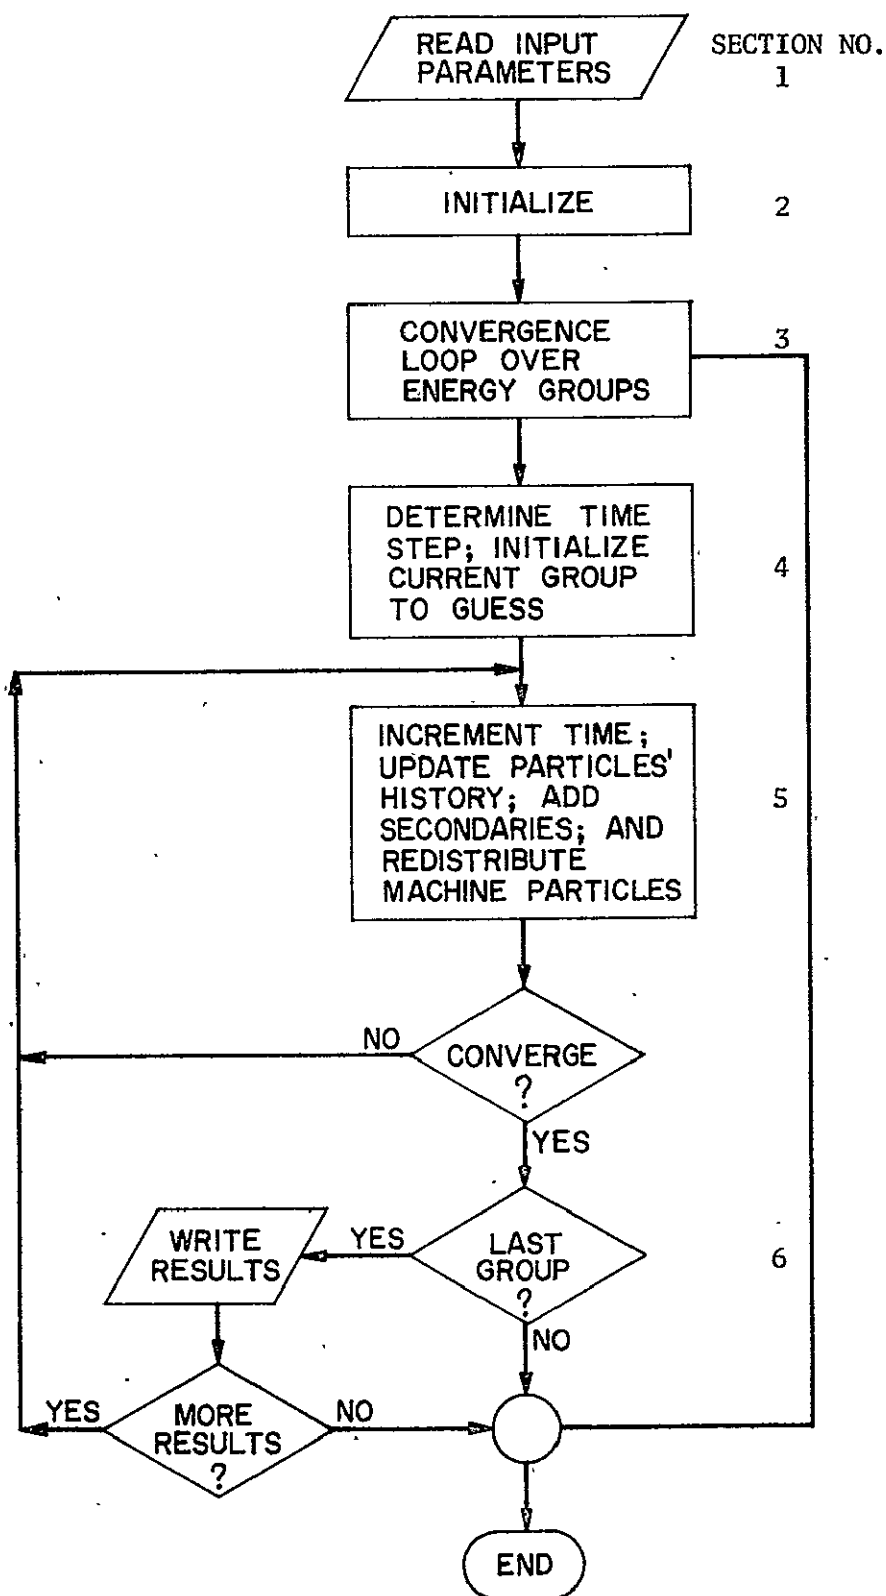 READ INPUT
PARAMETERS
SECTION NO.
1
INITIALIZE
2
CONVERGENCE
LOOP OVER
ENERGY GROUPS
3
DETERMINE TIME
STEP; INITIALIZE
CURRENT GROUP
TO GUESS
4
INCREMENT TIME;
UPDATE PARTICLES'
HISTORY; ADD
SECONDARIES; AND
REDISTRIBUTE
MACHINE PARTICLES
5
NO
CONVERGE
?
YES
WRITE
RESULTS
YES
LAST
GROUP
?
6
NO
YES
MORE
RESULTS
?
NO
END